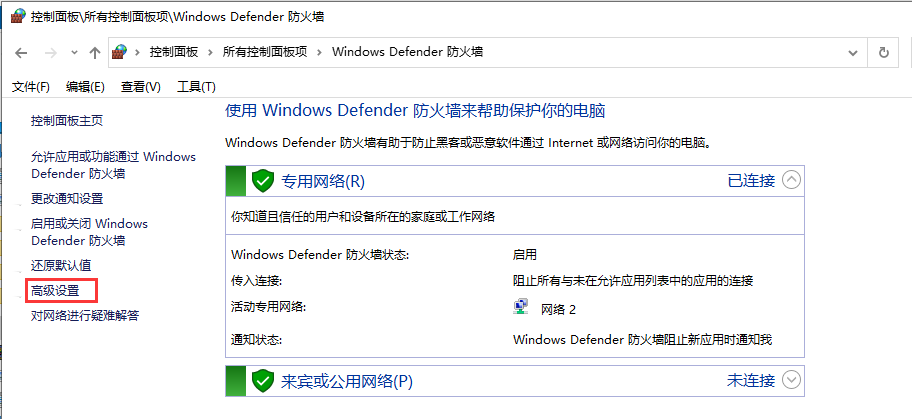 控制面板\所有控制面板项\Windows Defender 防火墙
控制面板 › 所有控制面板项 › Windows Defender 防火墙
文件(F) 编辑(E) 查看(V) 工具(T)
控制面板主页
允许应用或功能通过 Windows
Defender 防火墙
更改通知设置
启用或关闭 Windows
Defender 防火墙
还原默认值
高级设置
对网络进行疑难解答
使用 Windows Defender 防火墙来帮助保护你的电脑
Windows Defender 防火墙有助于防止黑客或恶意软件通过 Internet 或网络访问你的电脑。
专用网络(R) 已连接
你知道且信任的用户和设备所在的家庭或工作网络
Windows Defender 防火墙状态: 启用
传入连接: 阻止所有与未在允许应用列表中的应用的连接
活动专用网络: 网络 2
通知状态: Windows Defender 防火墙阻止新应用时通知我
来宾或公用网络(P) 未连接